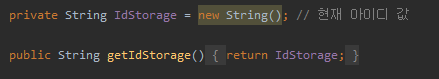 private String IdStorage = new String(); // 현재 아이디 값
public String getIdStorage() { return IdStorage; }